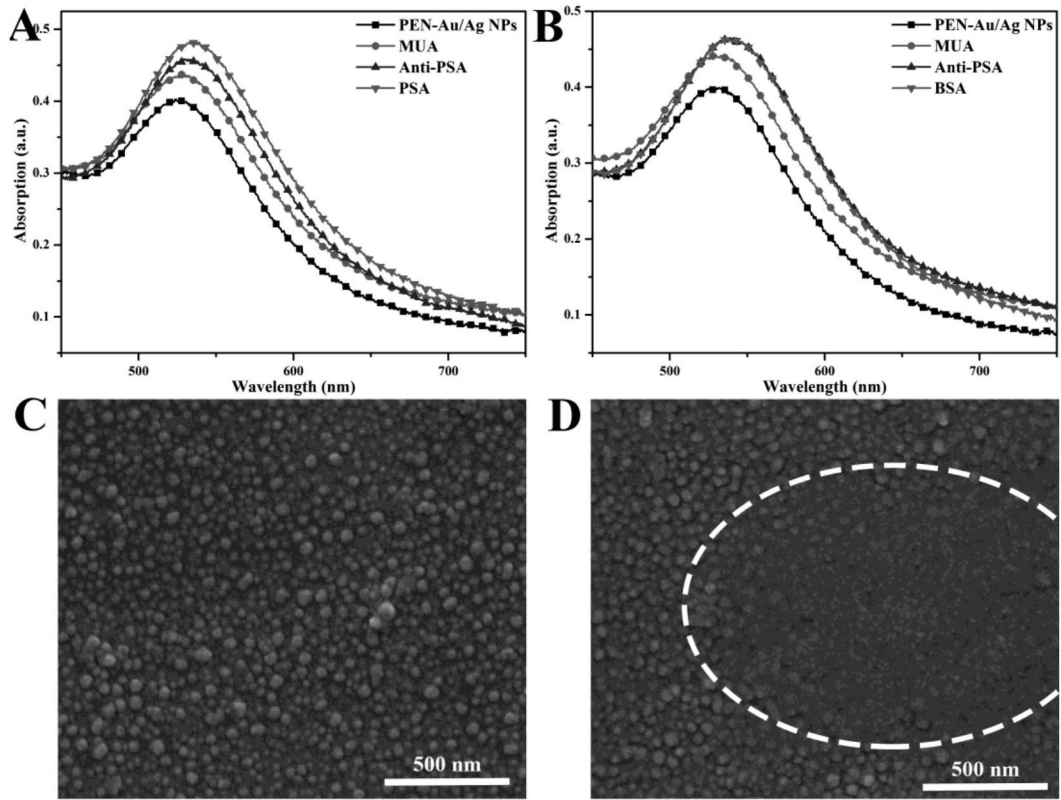 A
0.5
0.4
0.3
0.2
0.1
Absorption (a.u.)
500
600
700
Wavelength (nm)
PEN-Au/Ag NPs
MUA
Anti-PSA
PSA
B
0.5
0.4
0.3
0.2
0.1
Absorption (a.u.)
500
600
700
Wavelength (nm)
PEN-Au/Ag NPs
MUA
Anti-PSA
BSA
C
500 nm
D
500 nm